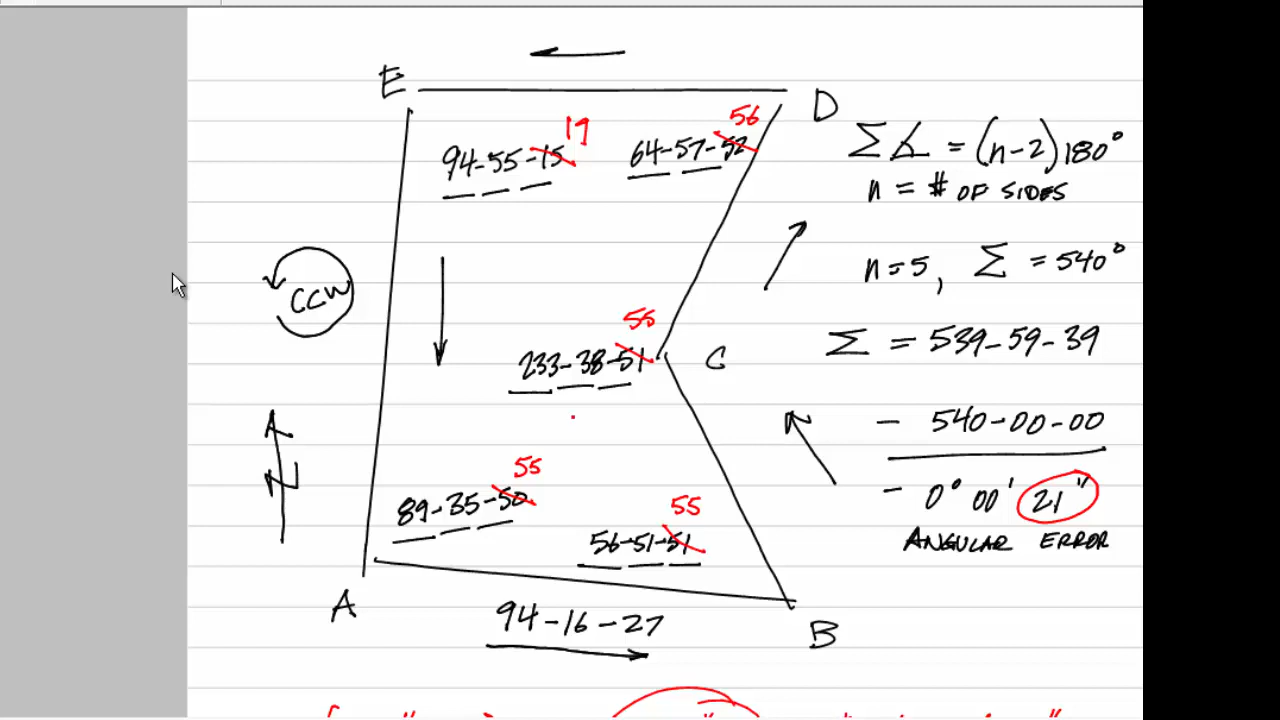 E
D
19
56
94-55-15
64-57-52
Σ∡ = (n-2)180°
n = # OF SIDES
n=5, Σ = 540°
CCW
55
233-38-51
C
Σ = 539-59-39
- 540-00-00
- 0° 00' 21"
ANGULAR ERROR
55
89-35-50
55
56-51-51
A
94-16-27
B